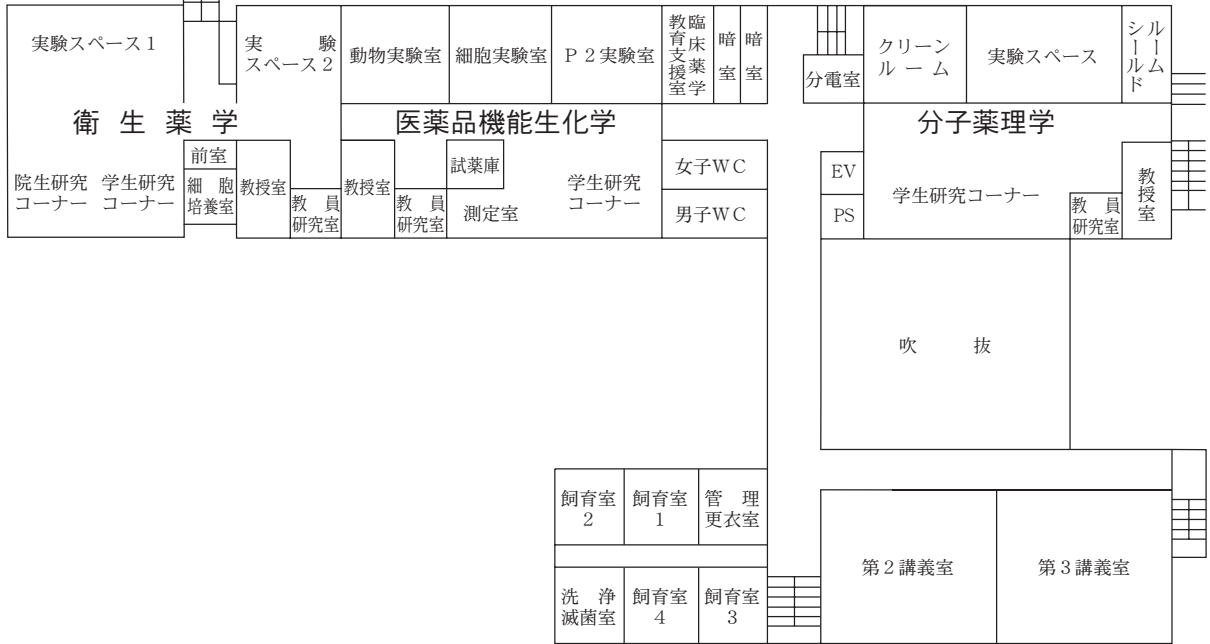 実験スペース１
実験
スペース２
動物実験室
細胞実験室
Ｐ２実験室
臨床薬学
教育支援室
暗室
暗室
分電室
クリーン
ルーム
実験スペース
ルーム
シールド
衛生薬学
医薬品機能生化学
分子薬理学
院生研究
コーナー
学生研究
コーナー
前室
細胞
培養室
教授室
教員
研究室
教授室
教員
研究室
試薬庫
測定室
学生研究
コーナー
女子ＷＣ
男子ＷＣ
EV
PS
学生研究コーナー
教員
研究室
教授室
吹抜
飼育室
２
飼育室
１
管理
更衣室
第２講義室
第３講義室
洗浄
滅菌室
飼育室
４
飼育室
３